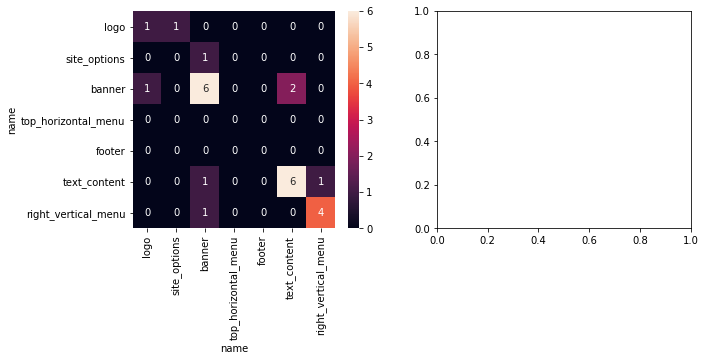 logo 1 1 0 0 0 0 0
site_options 0 0 1 0 0 0 0
banner 1 0 6 0 0 2 0
top_horizontal_menu 0 0 0 0 0 0 0
footer 0 0 0 0 0 0 0
text_content 0 0 1 0 0 6 1
right_vertical_menu 0 0 1 0 0 0 4
name
logo
site_options
banner
top_horizontal_menu
footer
text_content
right_vertical_menu
name
6
5
4
3
2
1
0
1.0
0.8
0.6
0.4
0.2
0.0
0.0 0.2 0.4 0.6 0.8 1.0